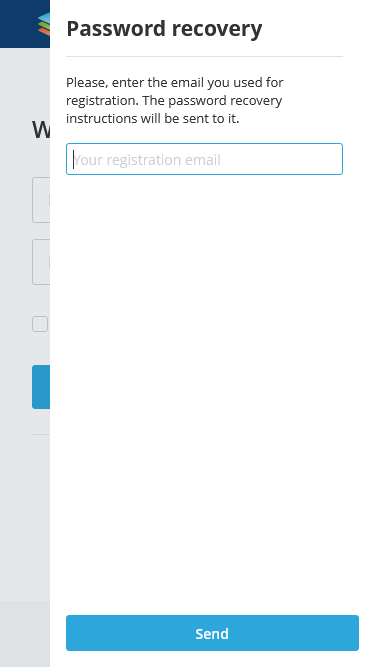 Password recovery
Please, enter the email you used for
registration. The password recovery
instructions will be sent to it.
Your registration email
Send